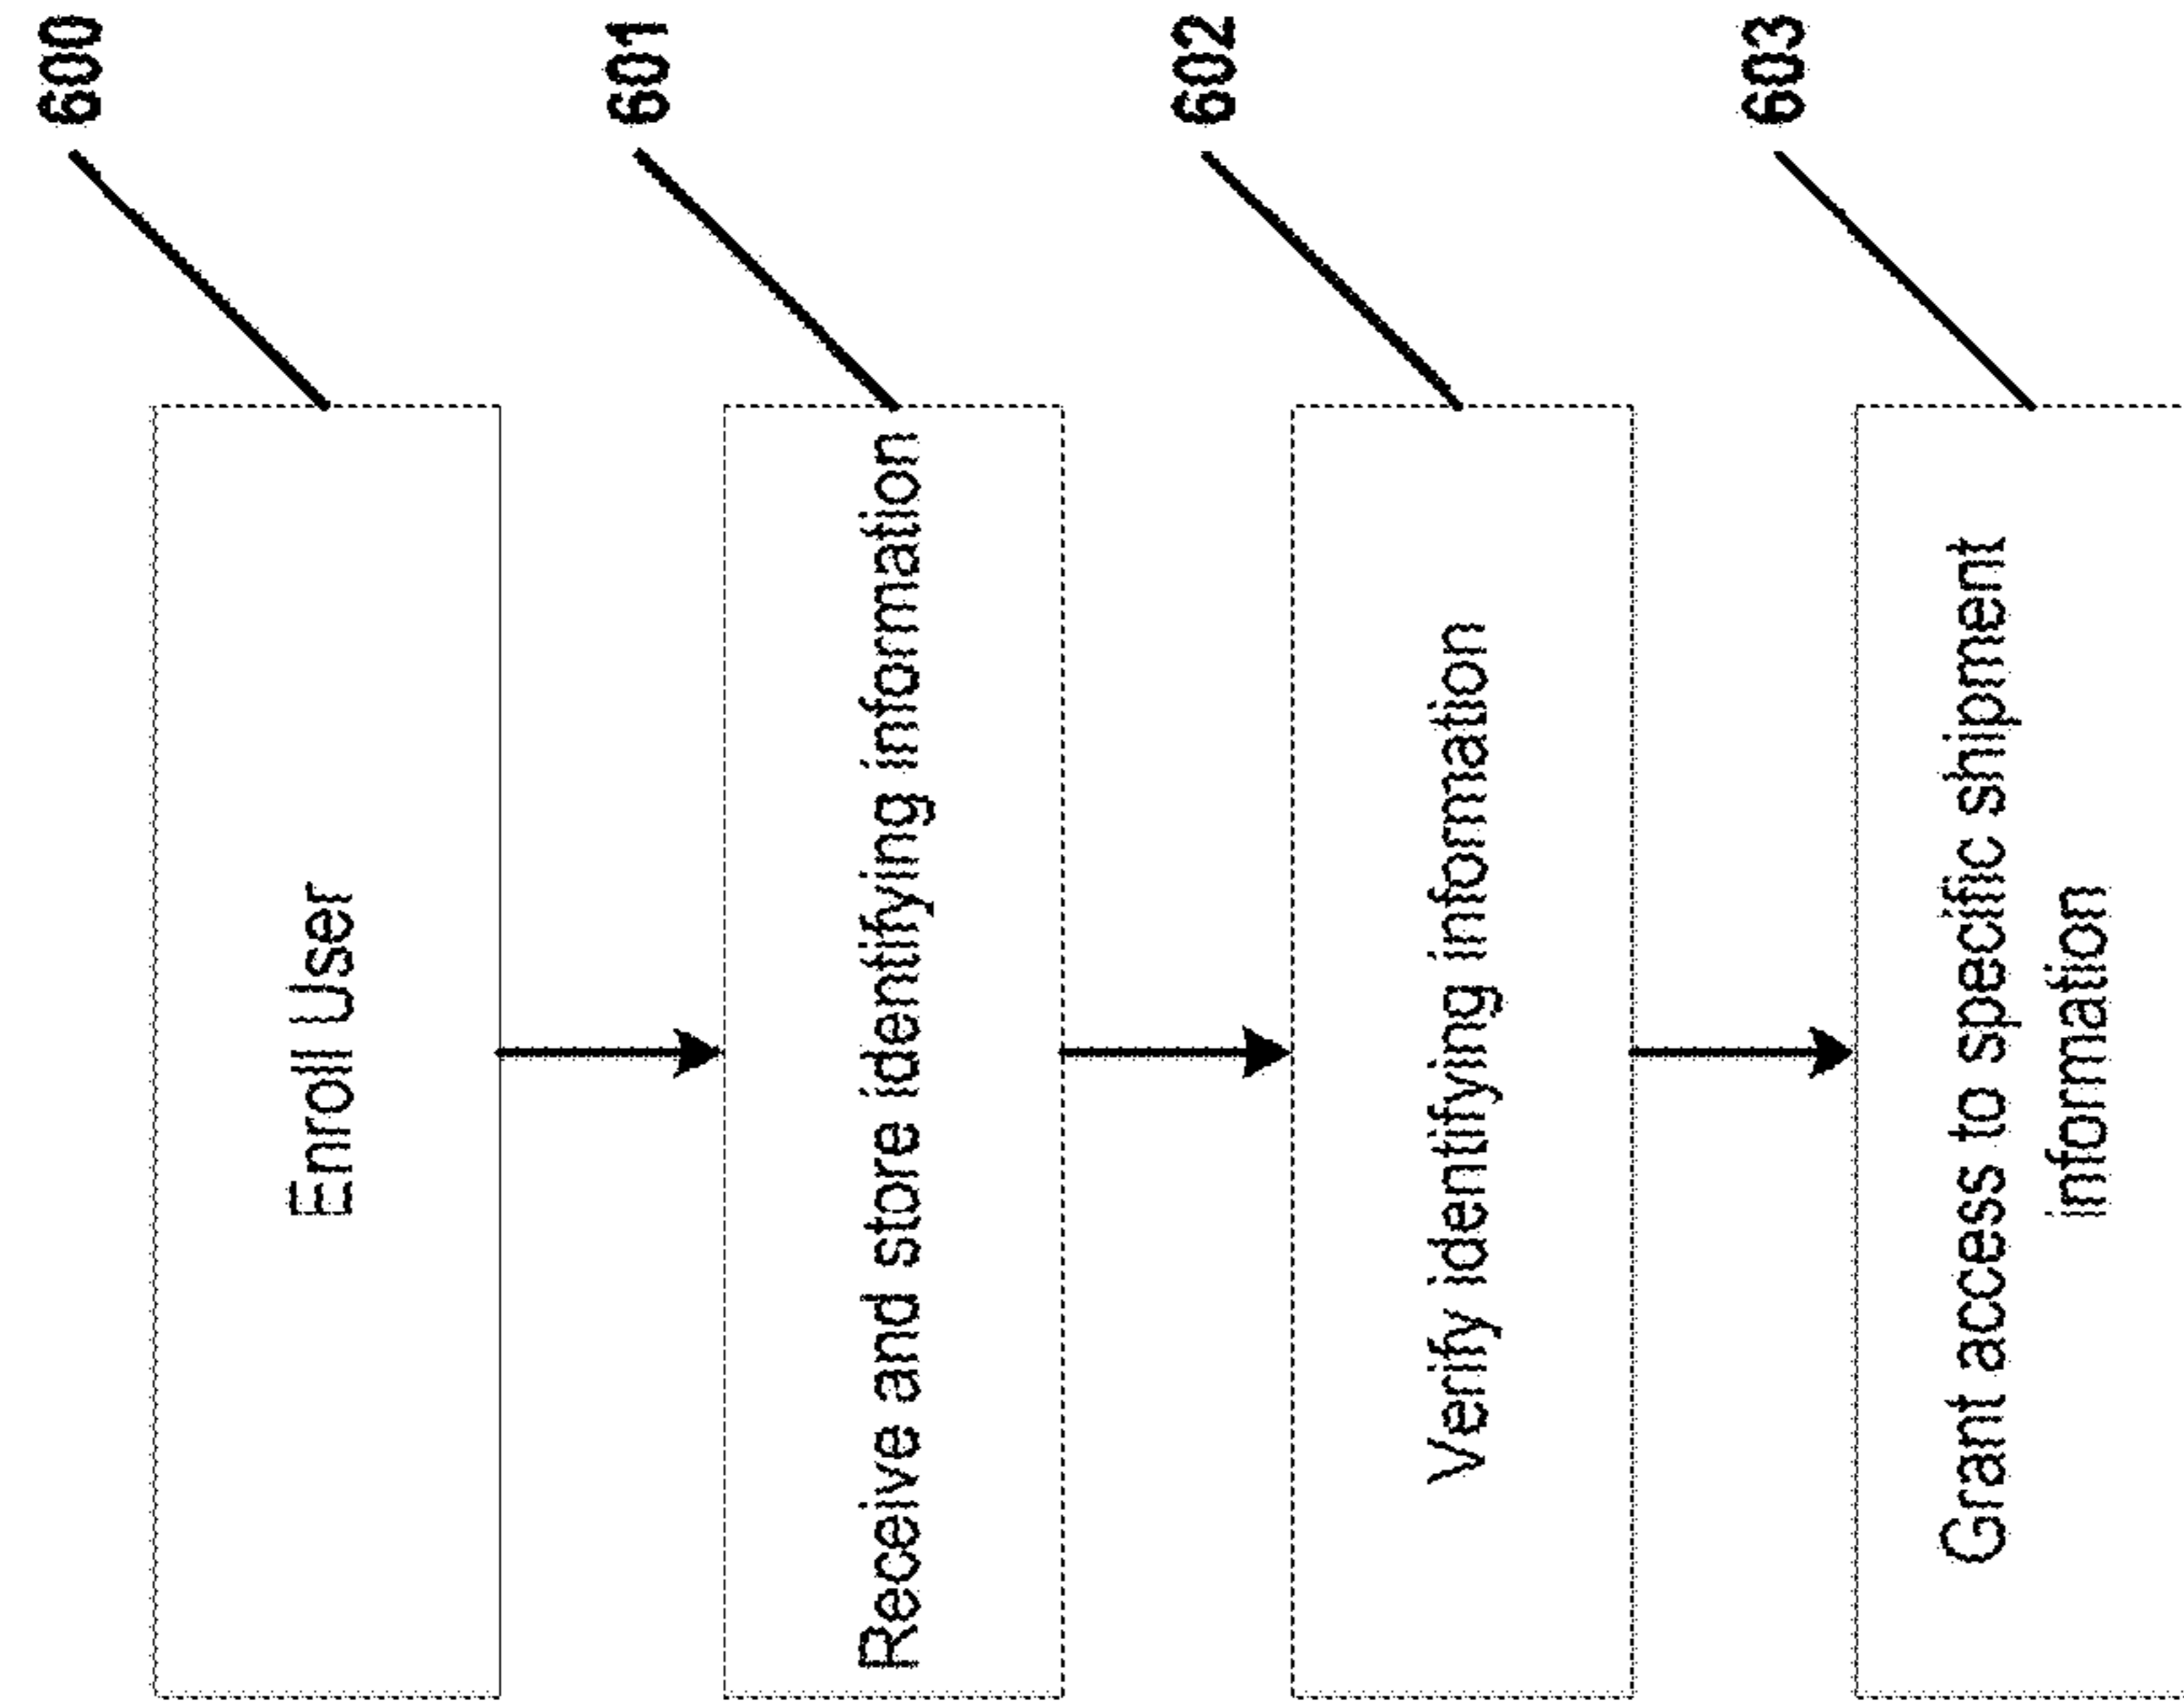 600
Enroll User
601
Receive and store identifying information
602
Verify identifying information
603
Grant access to specific shipment
information